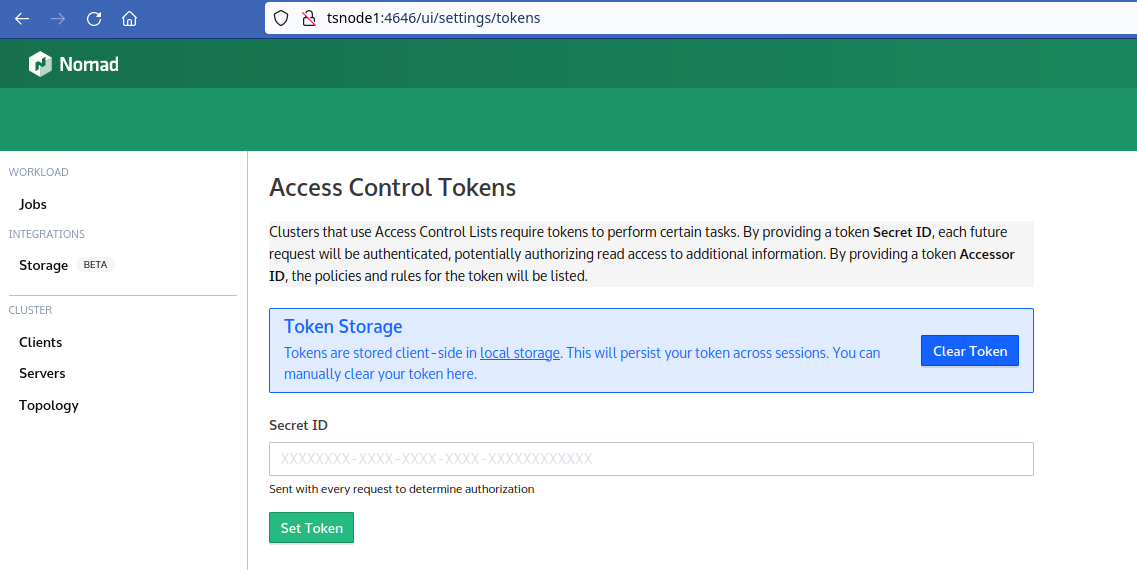 tsnode1:4646/ui/settings/tokens
Nomad
WORKLOAD
Jobs
INTEGRATIONS
Storage BETA
CLUSTER
Clients
Servers
Topology
Access Control Tokens
Clusters that use Access Control Lists require tokens to perform certain tasks. By providing a token Secret ID, each future
request will be authenticated, potentially authorizing read access to additional information. By providing a token Accessor
ID, the policies and rules for the token will be listed.
Token Storage
Tokens are stored client-side in local storage. This will persist your token across sessions. You can
manually clear your token here.
Clear Token
Secret ID
XXXXXXXX-XXXX-XXXX-XXXX-XXXXXXXXXXXX
Sent with every request to determine authorization
Set Token